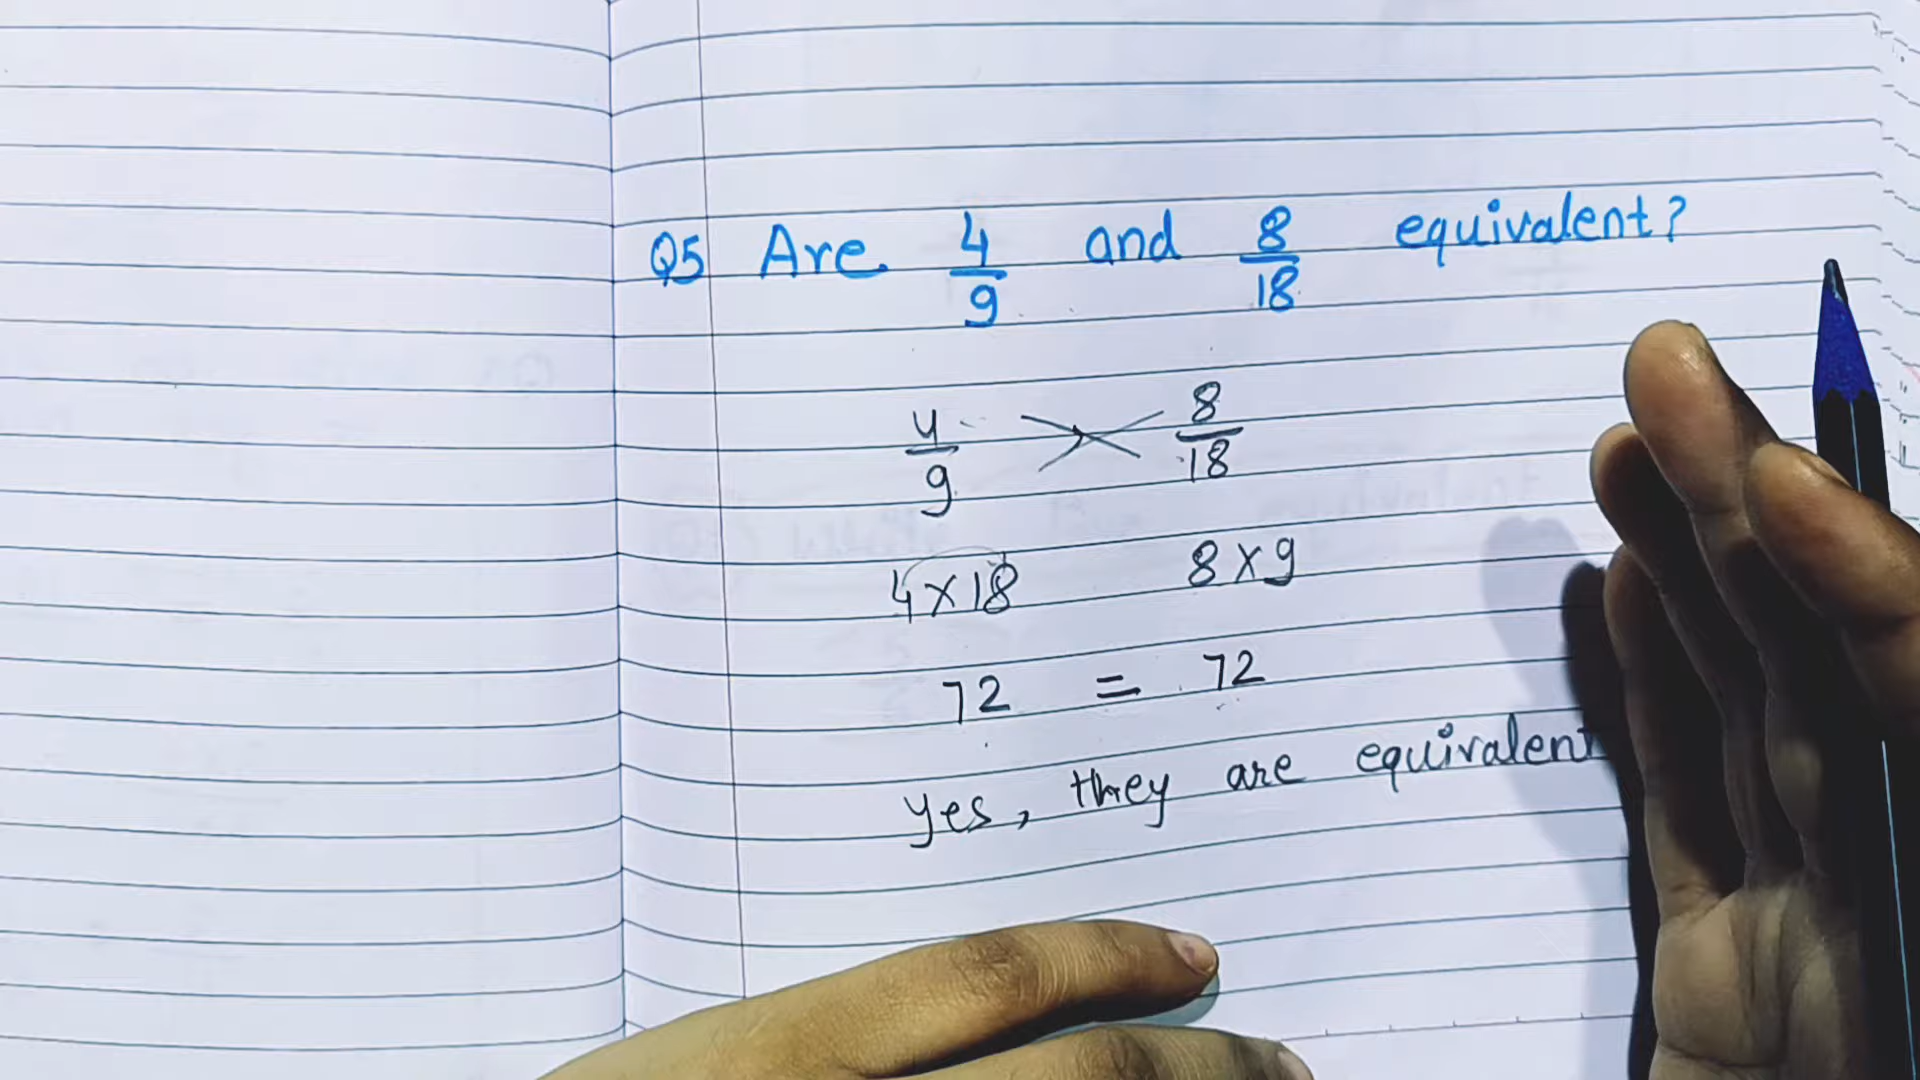 Q5 Are 4/9 and 8/18 equivalent?
4/9 8/18
4×18 8×9
72 = 72
yes, they are equivalent